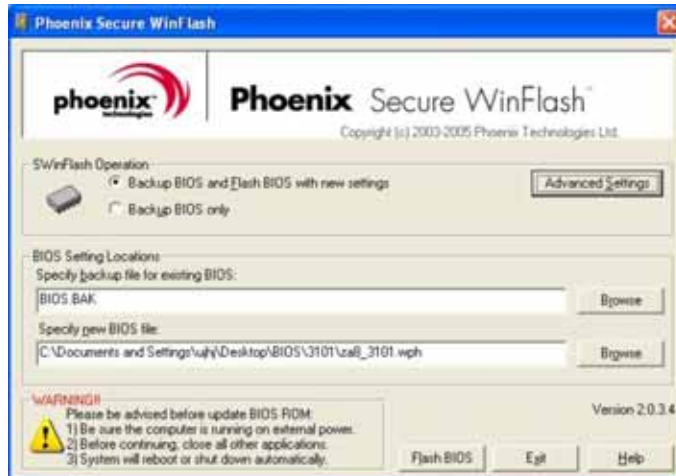 Phoenix Secure WinFlash
phoenix
technologies
Phoenix Secure WinFlash™
Copyright (c) 2003-2005 Phoenix Technologies Ltd.
SWinFlash Operation
Backup BIOS and Flash BIOS with new settings
Advanced Settings
Backup BIOS only
BIOS Setting Locations
Specify backup file for existing BIOS:
BIOS.BAK
Browse
Specify new BIOS file:
C:\Documents and Settings\ujhj\Desktop\BIOS\3101\za8_3101.wph
Browse
WARNING!!
Please be advised before update BIOS ROM:
1) Be sure the computer is running on external power.
2) Before continuing, close all other applications.
3) System will reboot or shut down automatically.
Version 2.0.3.4
Flash BIOS
Exit
Help